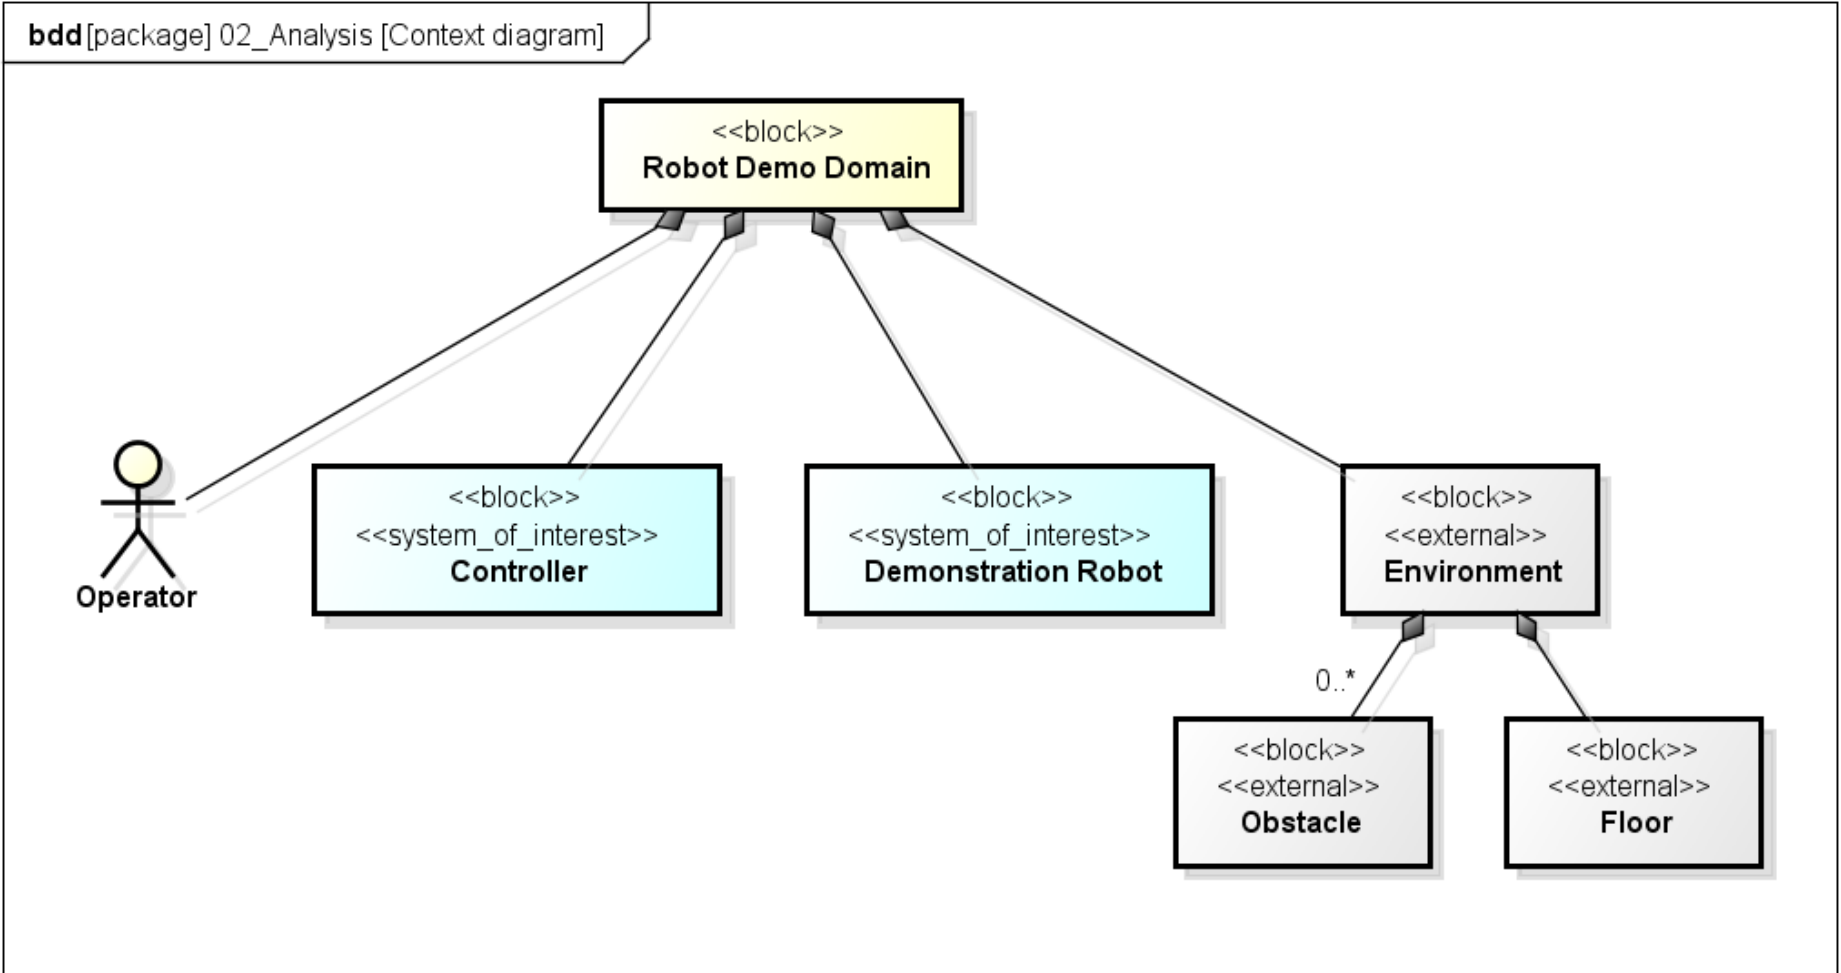 bdd [package] 02_Analysis [Context diagram]
<<block>>
Robot Demo Domain
Operator
<<block>>
<<system_of_interest>>
Controller
<<block>>
<<system_of_interest>>
Demonstration Robot
<<block>>
<<external>>
Environment
0..*
<<block>>
<<external>>
Obstacle
<<block>>
<<external>>
Floor